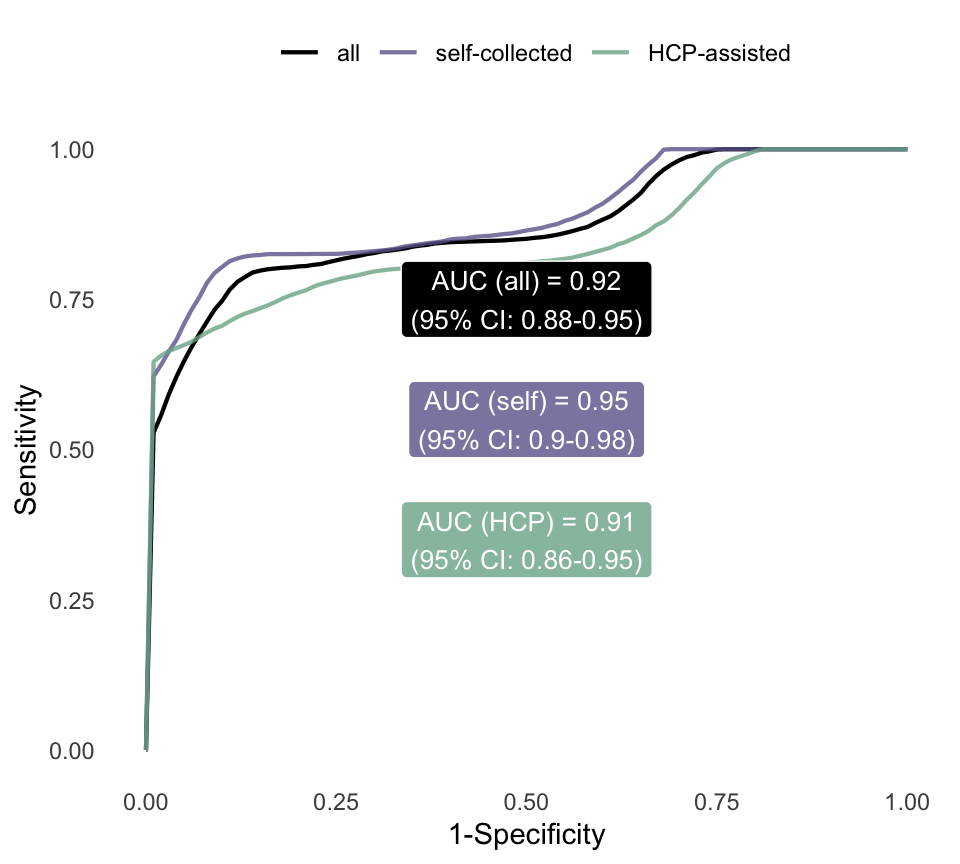 all self-collected HCP-assisted
1.00
0.75
0.50
0.25
0.00
Sensitivity
AUC (all) = 0.92
(95% CI: 0.88-0.95)
AUC (self) = 0.95
(95% CI: 0.9-0.98)
AUC (HCP) = 0.91
(95% CI: 0.86-0.95)
0.00 0.25 0.50 0.75 1.00
1-Specificity